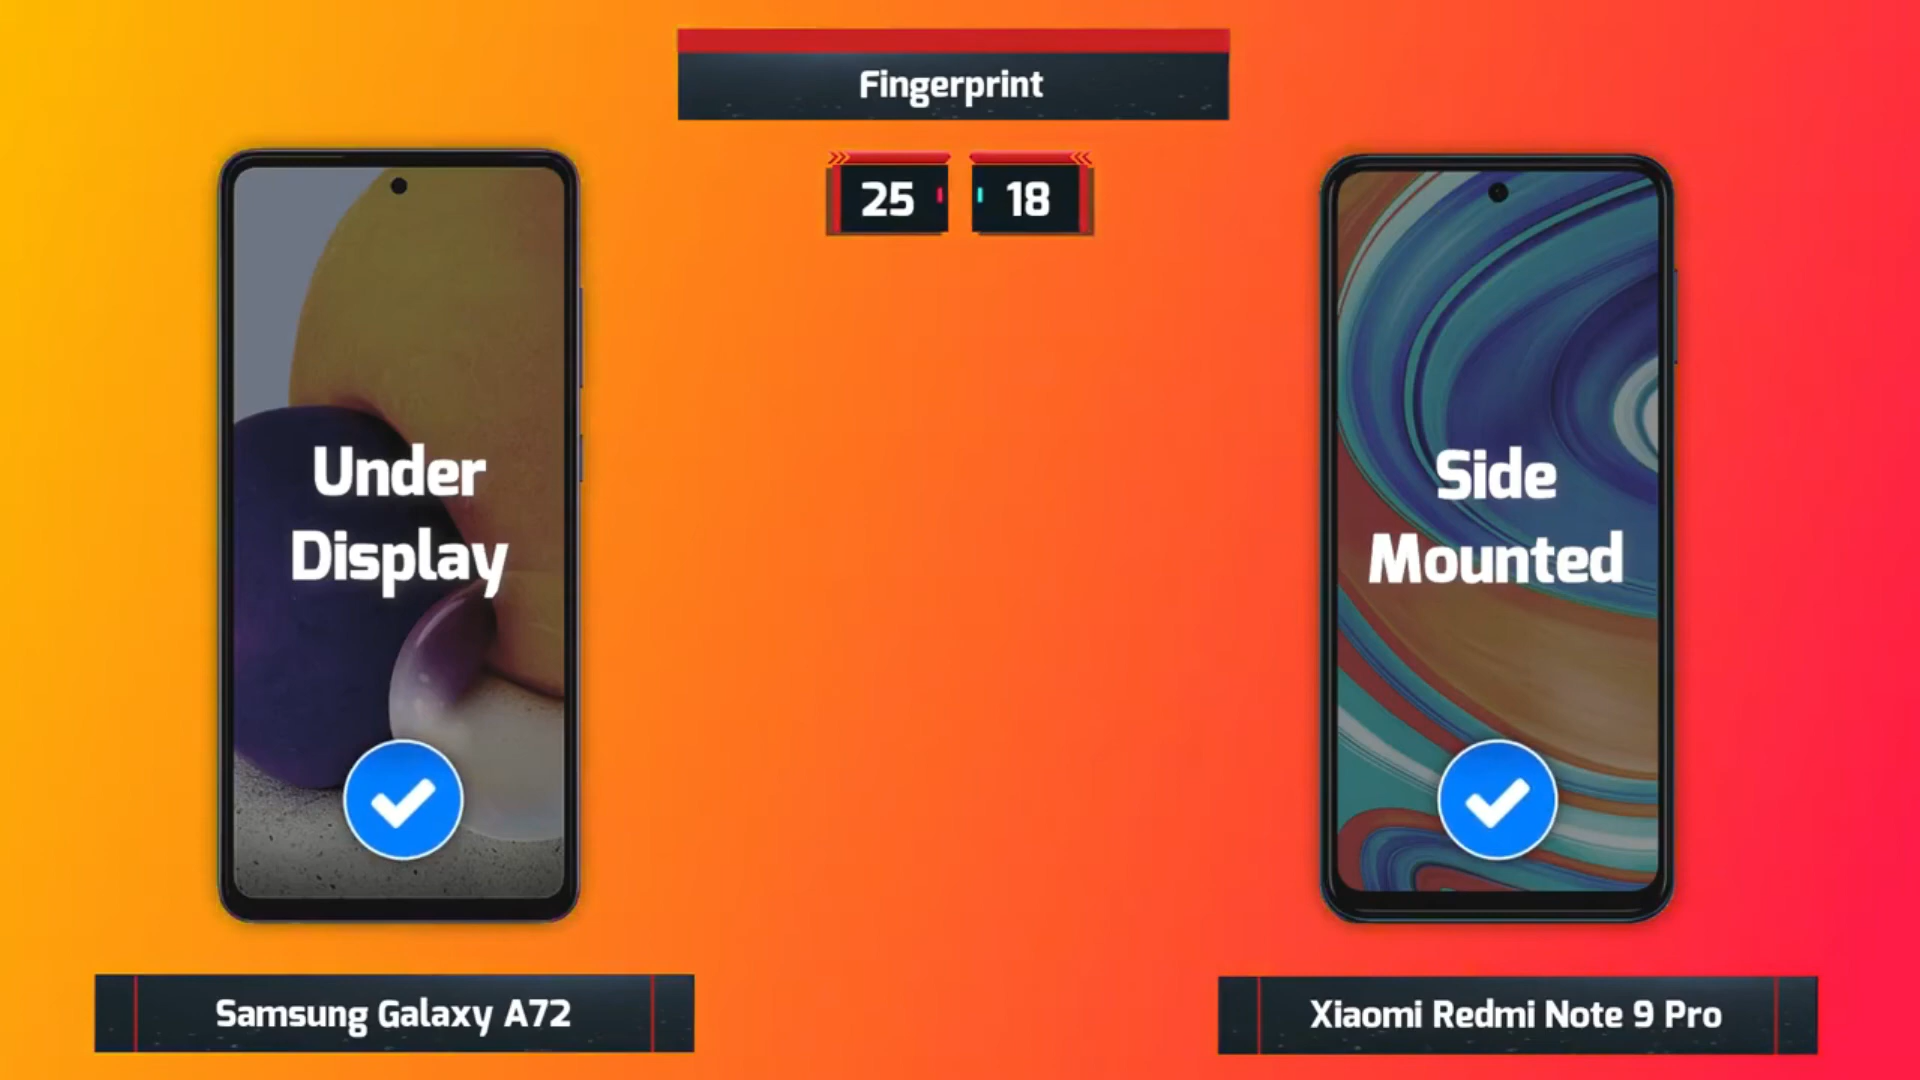 Fingerprint
25 18
Under
Display
Side
Mounted
Samsung Galaxy A72
Xiaomi Redmi Note 9 Pro